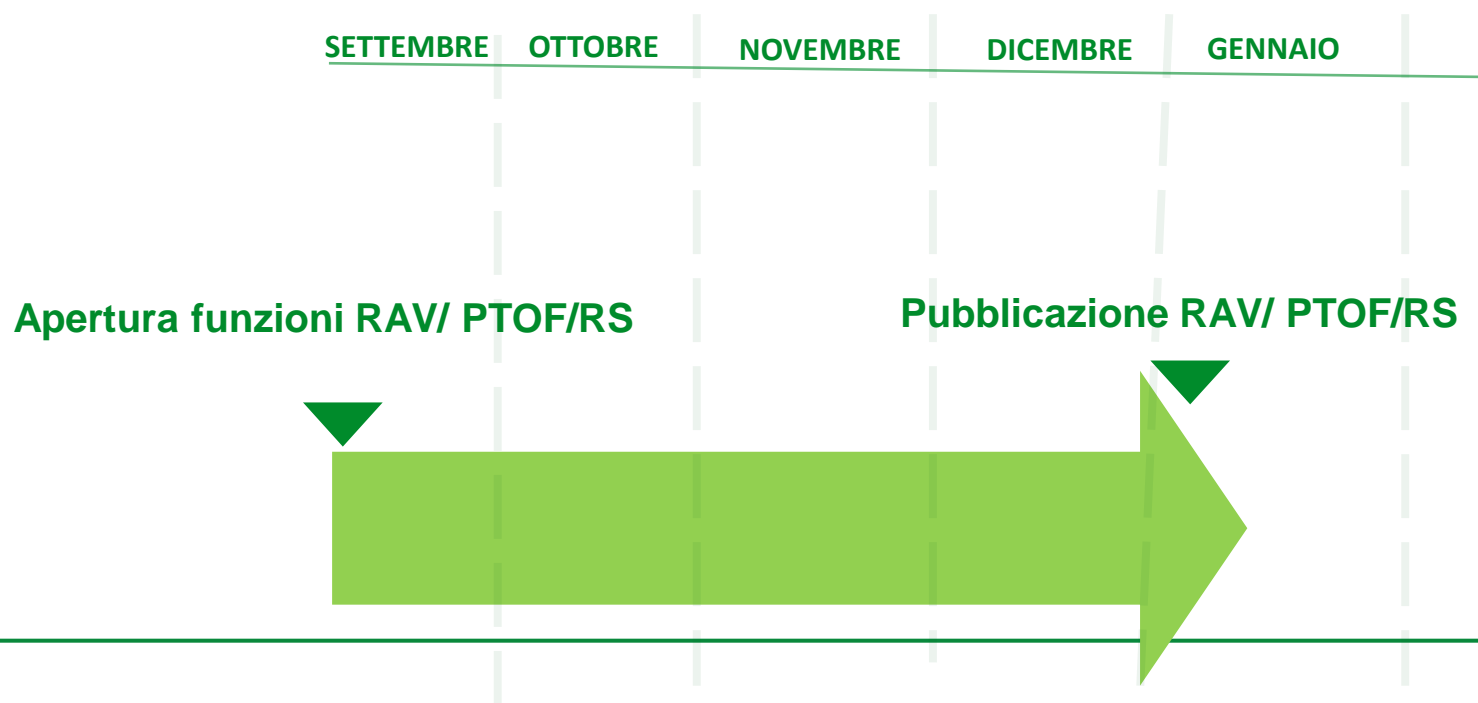 SETTEMBRE OTTOBRE NOVEMBRE DICEMBRE GENNAIO
Apertura funzioni RAV/ PTOF/RS
Pubblicazione RAV/ PTOF/RS